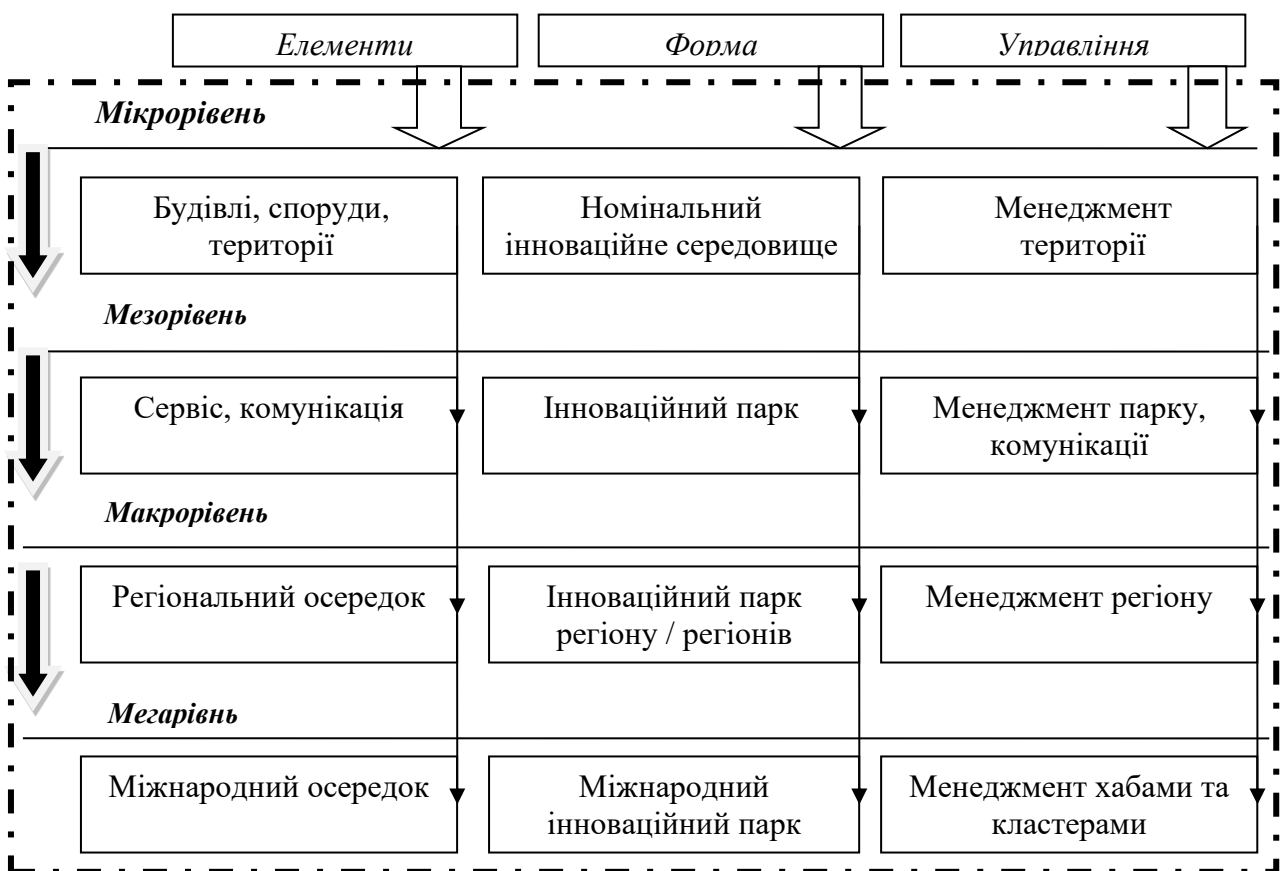 Елементи
Форма
Управління
Мікрорівень
Будівлі, споруди,
території
Номінальний
інноваційне середовище
Менеджмент
території
Мезорівень
Сервіс, комунікація
Інноваційний парк
Менеджмент парку,
комунікації
Макрорівень
Регіональний осередок
Інноваційний парк
регіону / регіонів
Менеджмент регіону
Мегарівнь
Міжнародний осередок
Міжнародний
інноваційний парк
Менеджмент хабами та
кластерами